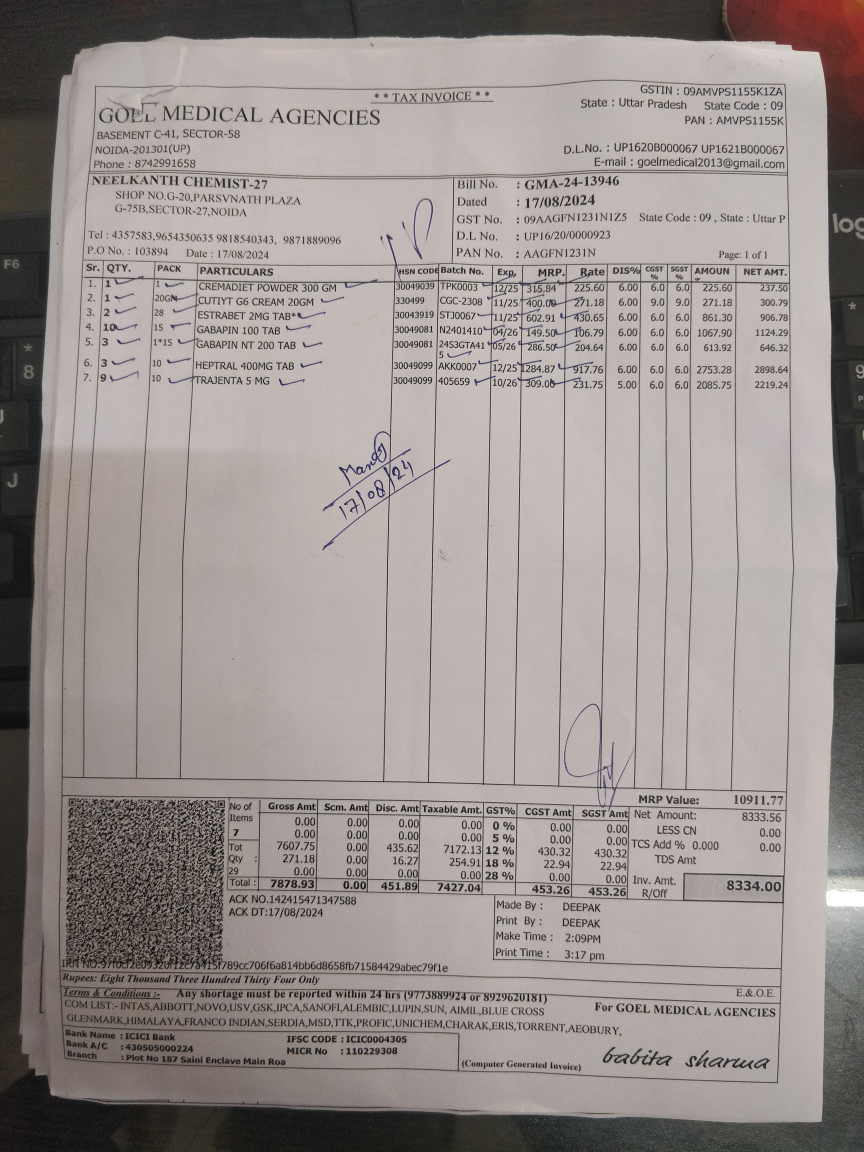 * * TAX INVOICE * *
GOEL MEDICAL AGENCIES
BASEMENT C-41, SECTOR-58
NOIDA-201301(UP)
Phone : 8742991658
GSTIN : 09AMVPS1155K1ZA
State : Uttar Pradesh State Code : 09
PAN : AMVPS1155K
D.L.No. : UP1620B000067 UP1621B000067
E-mail : goelmedical2013@gmail.com
NEELKANTH CHEMIST-27
SHOP NO.G-20,PARSVNATH PLAZA
G-75B,SECTOR-27,NOIDA
Tel : 4357583,9654350635 9818540343, 9871889096
P.O No. : 103894 Date : 17/08/2024
Bill No. : GMA-24-13946
Dated : 17/08/2024
GST No. : 09AAGFN1231N1Z5 State Code : 09 , State : Uttar P
D.L No. : UP16/20/0000923
PAN No. : AAGFN1231N Page: 1 of 1
Sr. QTY. PACK PARTICULARS HSN CODE Batch No. Exp. MRP. Rate DIS% CGST % SGST % AMOUN NET AMT.
1. 1 1 CREMADIET POWDER 300 GM 30049039 TPK0003 12/25 315.84 225.60 6.00 6.0 6.0 225.60 237.50
2. 1 20GM CUTIYT G6 CREAM 20GM 330499 CGC-2308 11/25 400.00 271.18 6.00 9.0 9.0 271.18 300.79
3. 2 28 ESTRABET 2MG TAB* 30043919 STJ0067 11/25 602.91 430.65 6.00 6.0 6.0 861.30 906.78
4. 10 15 GABAPIN 100 TAB 30049081 N2401410 04/26 149.50 106.79 6.00 6.0 6.0 1067.90 1124.29
5. 3 1*15 GABAPIN NT 200 TAB 30049081 2453GTA41 05/26 286.50 204.64 6.00 6.0 6.0 613.92 646.32
5
6. 3 10 HEPTRAL 400MG TAB 30049099 AKK0007 12/25 1284.87 917.76 6.00 6.0 6.0 2753.28 2898.64
7. 9 10 TRAJENTA 5 MG 30049099 405659 10/26 309.00 231.75 5.00 6.0 6.0 2085.75 2219.24
Manoj
17/08/24
MRP Value: 10911.77
No of Items 7
Tot Qty : 29
Gross Amt Scm. Amt Disc. Amt Taxable Amt. GST% CGST Amt SGST Amt
0.00 0.00 0.00 0.00 0 % 0.00 0.00
0.00 0.00 0.00 0.00 5 % 0.00 0.00
7607.75 0.00 435.62 7172.13 12 % 430.32 430.32
271.18 0.00 16.27 254.91 18 % 22.94 22.94
0.00 0.00 0.00 0.00 28 % 0.00 0.00
Total : 7878.93 0.00 451.89 7427.04 453.26 453.26
Net Amount: 8333.56
LESS CN 0.00
TCS Add % 0.000 0.00
TDS Amt
Inv. Amt. R/Off 8334.00
ACK NO.142415471347588
ACK DT:17/08/2024
Made By : DEEPAK
Print By : DEEPAK
Make Time : 2:09PM
Print Time : 3:17 pm
Rupees: Eight Thousand Three Hundred Thirty Four Only
E.&.O.E.
Terms & Conditions :- Any shortage must be reported within 24 hrs (9773889924 or 8929620181)
COM LIST:- INTAS,ABBOTT,NOVO,USV,GSK,IPCA,SANOFI,ALEMBIC,LUPIN,SUN, AIMIL,BLUE CROSS
GLENMARK,HIMALAYA,FRANCO INDIAN,SERDIA,MSD,TTK,PROFIC,UNICHEM,CHARAK,ERIS,TORRENT,AEOBURY,
For GOEL MEDICAL AGENCIES
Bank Name : ICICI Bank IFSC CODE : ICIC0004305
Bank A/C : 430505000224 MICR No : 110229308
Branch : Plot No 187 Saini Enclave Main Roa
(Computer Generated Invoice)
babita sharma
F6
*
8
J
log